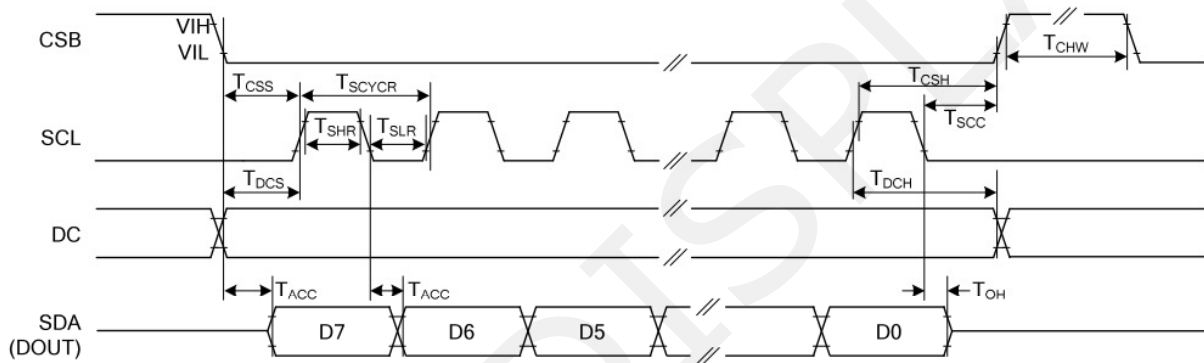 CSB
VIH
VIL
TCHW
TCSS
TSCYCR
TCSH
SCL
TSHR
TSLR
TSCC
TDCS
TDCH
DC
TACC
TACC
TOH
SDA
(DOUT)
D7
D6
D5
D0
DISPL